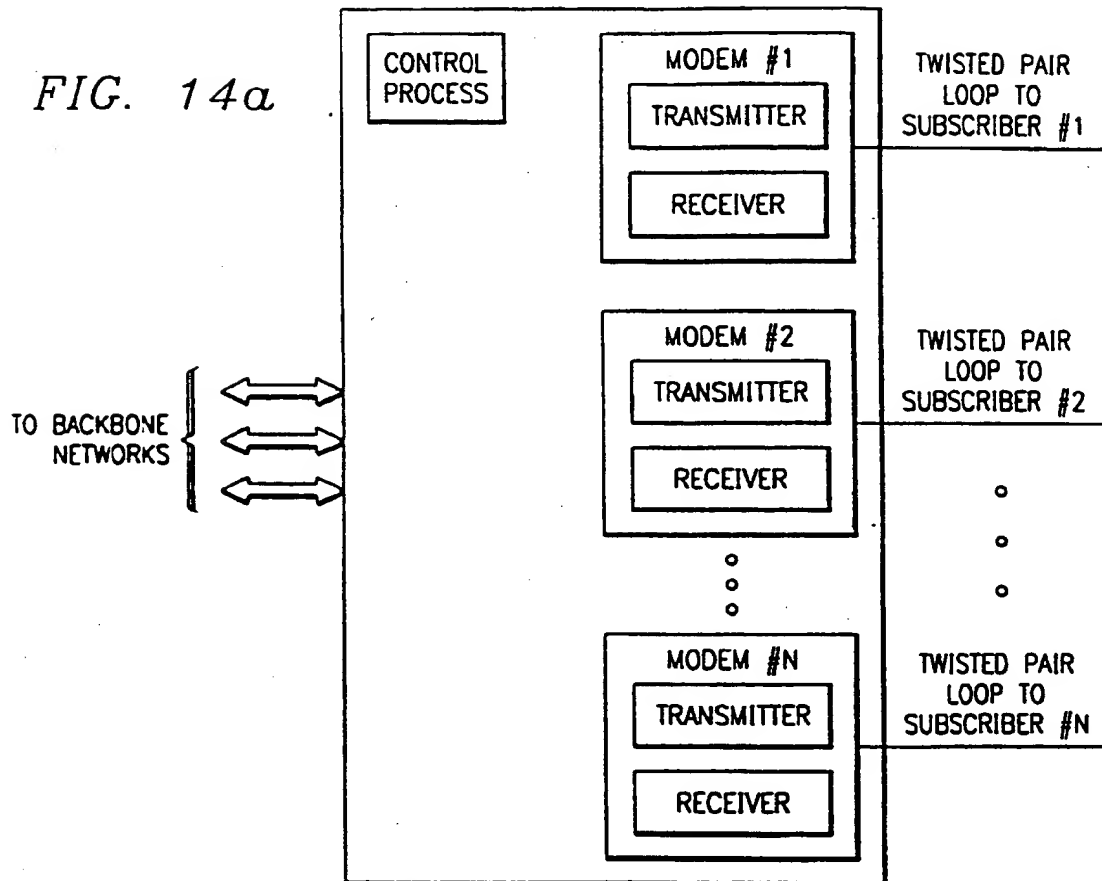 FIG. 14a
CONTROL
PROCESS
MODEM #1
TRANSMITTER
RECEIVER
TWISTED PAIR
LOOP TO
SUBSCRIBER #1
MODEM #2
TRANSMITTER
RECEIVER
TWISTED PAIR
LOOP TO
SUBSCRIBER #2
TO BACKBONE
NETWORKS
MODEM #N
TRANSMITTER
RECEIVER
TWISTED PAIR
LOOP TO
SUBSCRIBER #N